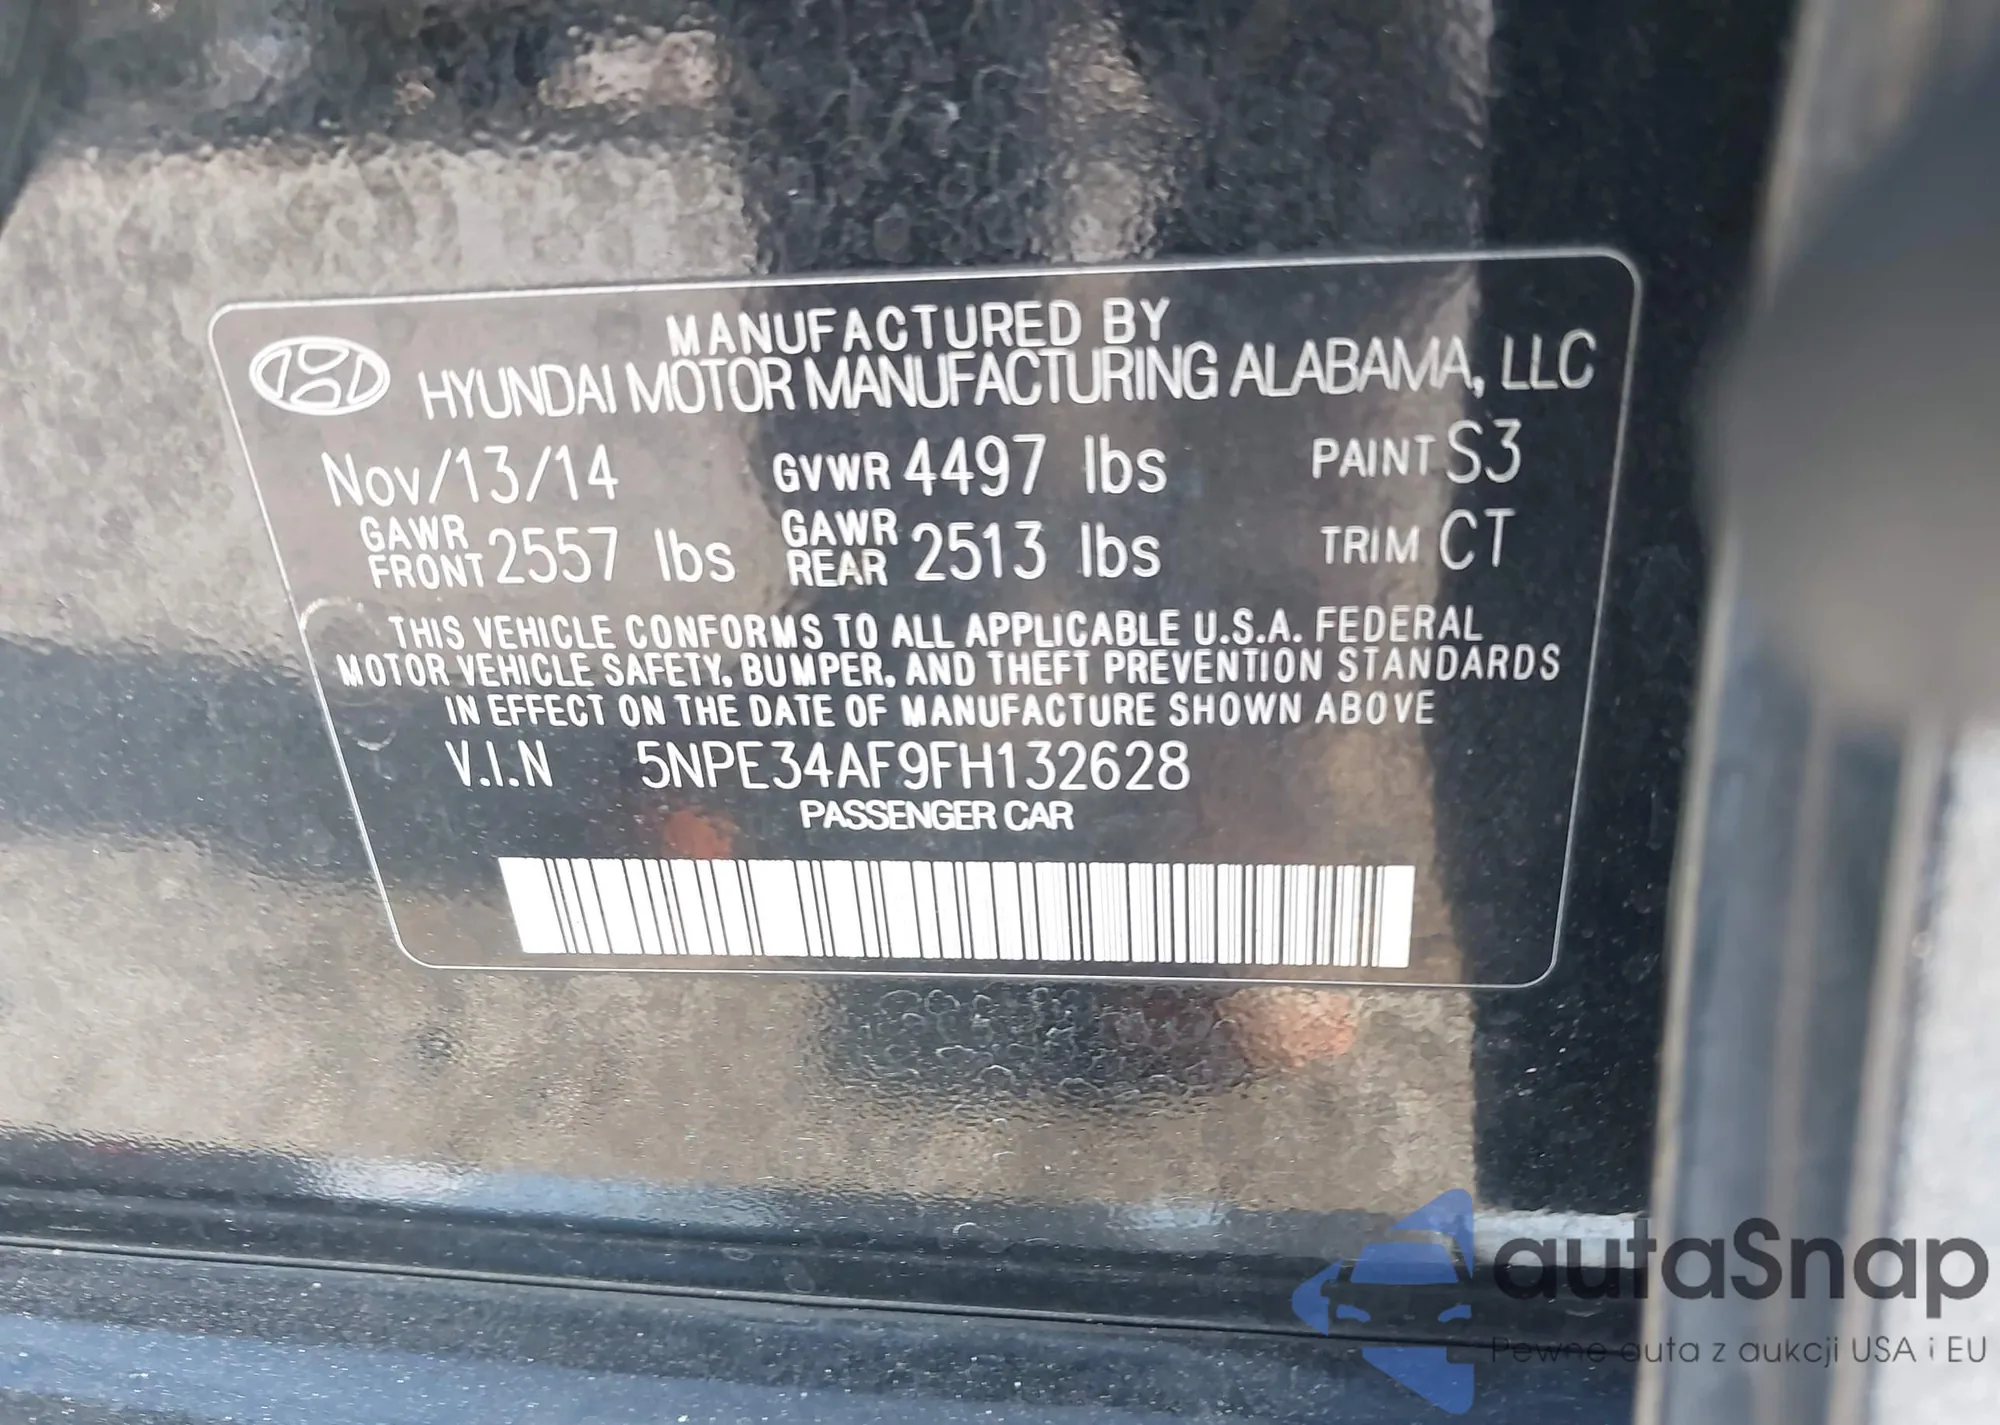 MANUFACTURED BY
HYUNDAI MOTOR MANUFACTURING ALABAMA, LLC
Nov/13/14 GVWR 4497 lbs PAINT S3
GAWR FRONT 2557 lbs GAWR REAR 2513 lbs TRIM CT
THIS VEHICLE CONFORMS TO ALL APPLICABLE U.S.A. FEDERAL
MOTOR VEHICLE SAFETY, BUMPER, AND THEFT PREVENTION STANDARDS
IN EFFECT ON THE DATE OF MANUFACTURE SHOWN ABOVE
V.I.N 5NPE34AF9FH132628
PASSENGER CAR
autaSnap
Pewne auta z aukcji USA i EU